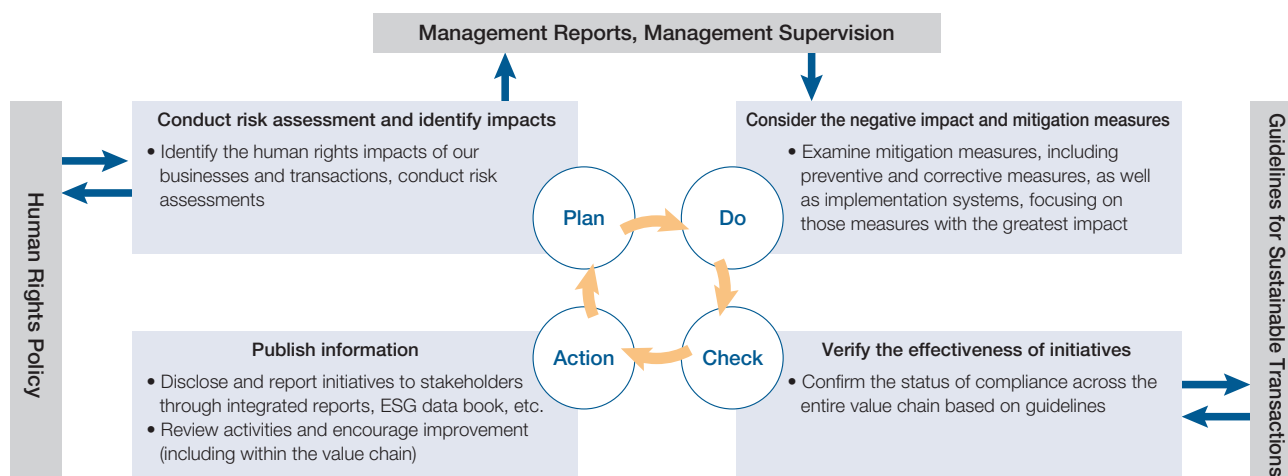 Management Reports, Management Supervision
Human Rights Policy
Conduct risk assessment and identify impacts
• Identify the human rights impacts of our
businesses and transactions, conduct risk
assessments
Plan
Do
Consider the negative impact and mitigation measures
• Examine mitigation measures, including
preventive and corrective measures, as well
as implementation systems, focusing on
those measures with the greatest impact
Publish information
• Disclose and report initiatives to stakeholders
through integrated reports, ESG data book, etc.
• Review activities and encourage improvement
(including within the value chain)
Action
Check
Verify the effectiveness of initiatives
• Confirm the status of compliance across the
entire value chain based on guidelines
Guidelines for Sustainable Transactions